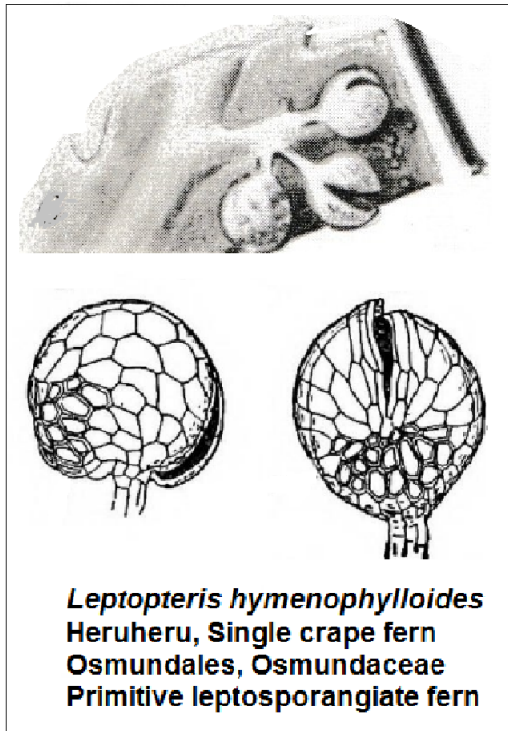 Leptopteris hymenophylloides
Heruheru, Single crape fern
Osmundales, Osmundaceae
Primitive leptosporangiate fern